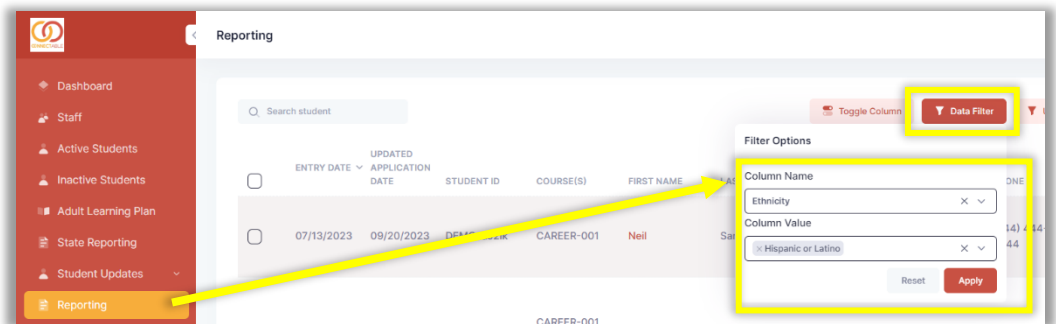 Reporting
Dashboard
Staff
Active Students
Inactive Students
Adult Learning Plan
State Reporting
Student Updates
Reporting
Search student
Toggle Column
Data Filter
Filter Options
Column Name
Ethnicity
Column Value
× Hispanic or Latino
Reset
Apply
ENTRY DATE
UPDATED
APPLICATION
DATE
STUDENT ID
COURSE(S)
FIRST NAME
07/13/2023
09/20/2023
CAREER-001
Neil
CAREER-001